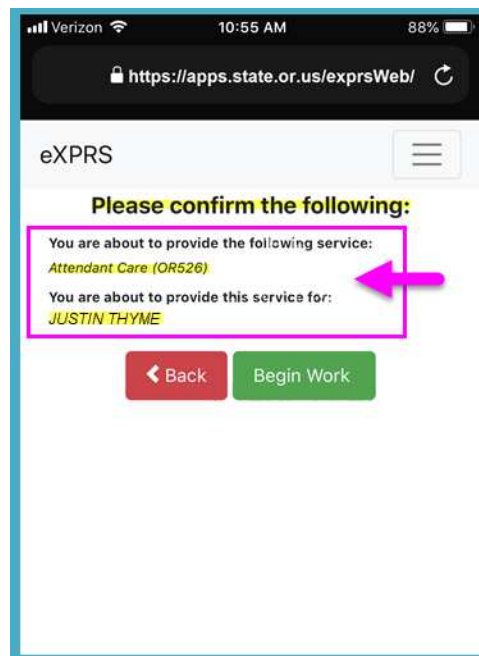 Verizon 10:55 AM 88%
https://apps.state.or.us/exprsWeb/
eXPRS
Please confirm the following:
You are about to provide the following service:
Attendant Care (OR526)
You are about to provide this service for:
JUSTIN THYME
Back Begin Work